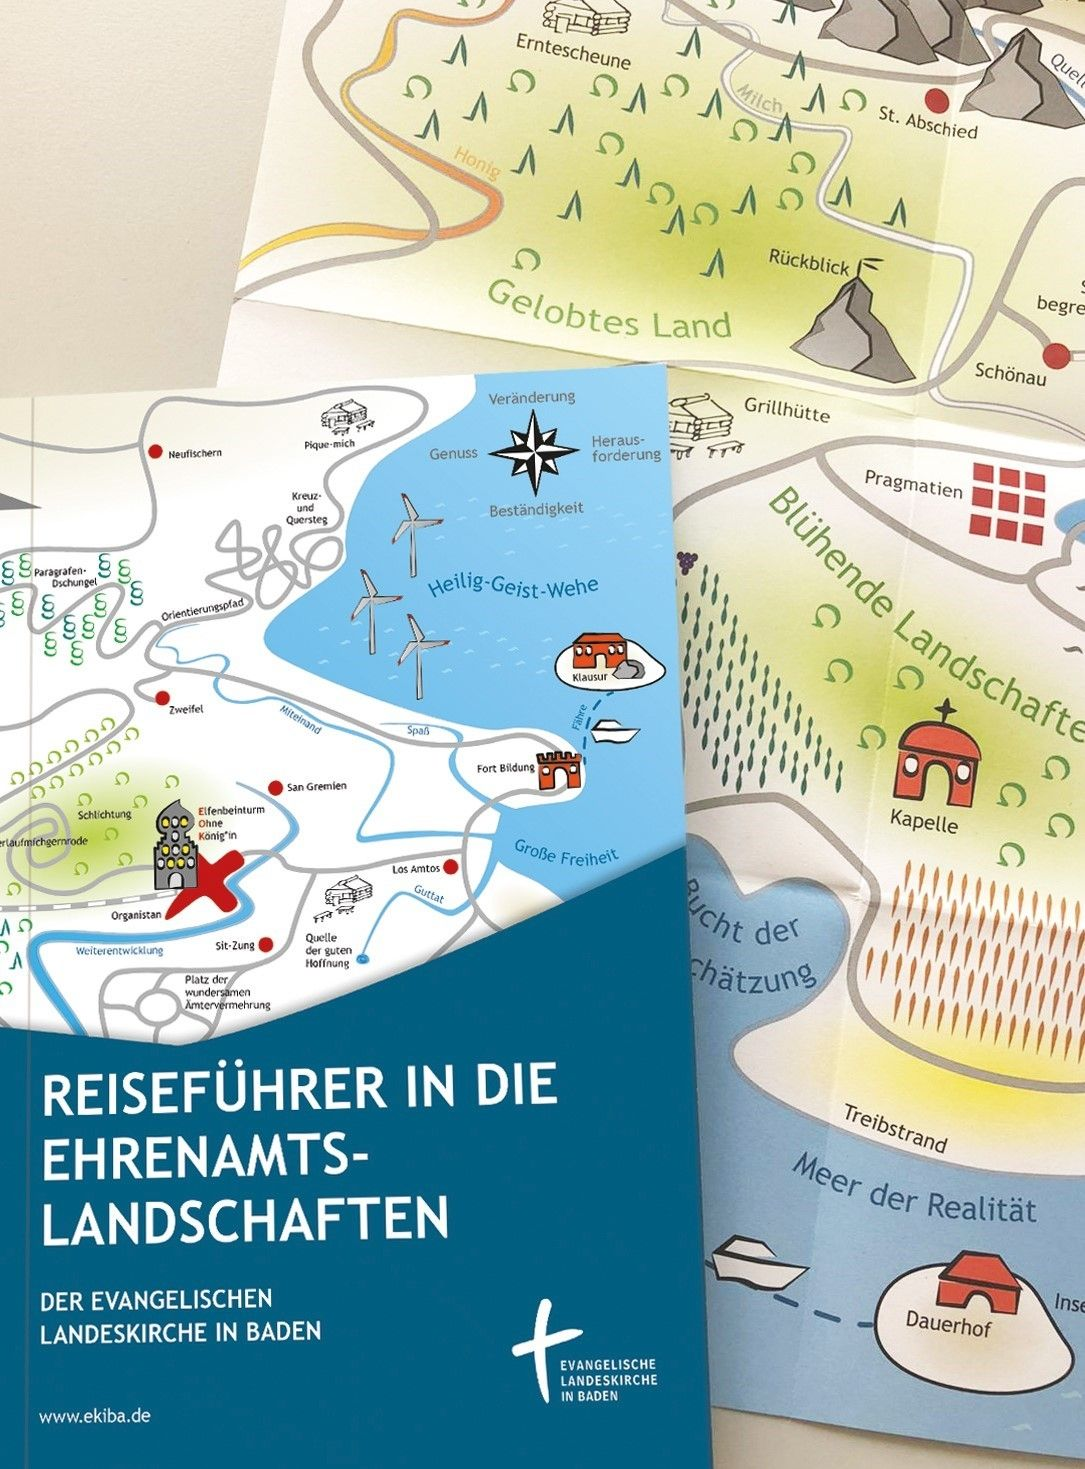 Erntescheune
Milch
St. Abschied
Honig
Rückblick
Gelobtes Land
Schönau
Grillhütte
Pragmatien
Blühende Landschafte
Kapelle
chätzung
Treibstrand
Meer der Realität
Dauerhof
Veränderung
Genuss
Heraus-
forderung
Beständigkeit
Pique-mich
Neufischern
Kreuz-
und
Quersteg
Paragrafen-
Dschungel
Orientierungspfad
Heilig-Geist-Wehe
Klausur
Fähre
Zweifel
Miteinand
Spaß
Fort Bildung
San Gremien
Schlichtung
Elfenbeinturm
Ohne
König*in
erlaufmichgernrode
Große Freiheit
Los Amtos
Guttat
Organistan
Weiterentwicklung
Sit-Zung
Quelle
der guten
Hoffnung
Platz der
wundersamen
Ämtervermehrung
REISEFÜHRER IN DIE
EHRENAMTS-
LANDSCHAFTEN
DER EVANGELISCHEN
LANDESKIRCHE IN BADEN
EVANGELISCHE
LANDESKIRCHE
IN BADEN
www.ekiba.de